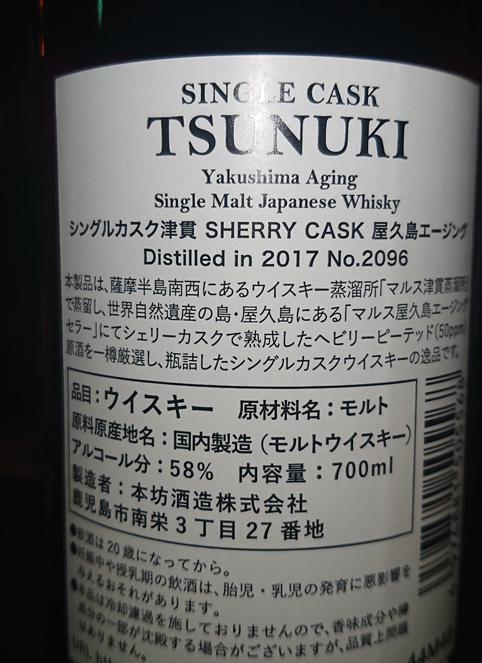 SINGLE CASK
TSUNUKI
Yakushima Aging
Single Malt Japanese Whisky
シングルカスク津貫 SHERRY CASK 屋久島エージング
Distilled in 2017 No.2096
本製品は、薩摩半島南西にあるウイスキー蒸溜所「マルス津貫蒸溜所」
で蒸留し、世界自然遺産の島・屋久島にある「マルス屋久島エージング
セラー」にてシェリーカスクで熟成したヘビリーピーテッド(50ppm)
原酒を一樽厳選し、瓶詰したシングルカスクウイスキーの逸品です。
品目:ウイスキー 原材料名:モルト
原料原産地名:国内製造(モルトウイスキー)
アルコール分:58% 内容量:700ml
製造者:本坊酒造株式会社
鹿児島市南栄3丁目27番地
●飲酒は20歳になってから。
●妊娠中や授乳期の飲酒は、胎児・乳児の発育に悪影響を
与えるおそれがあります。
●本品は冷却濾過を施しておりませんので、香味成分や樽
成分の一部が沈殿する場合がございますが、品質上問題
はありません。
URL